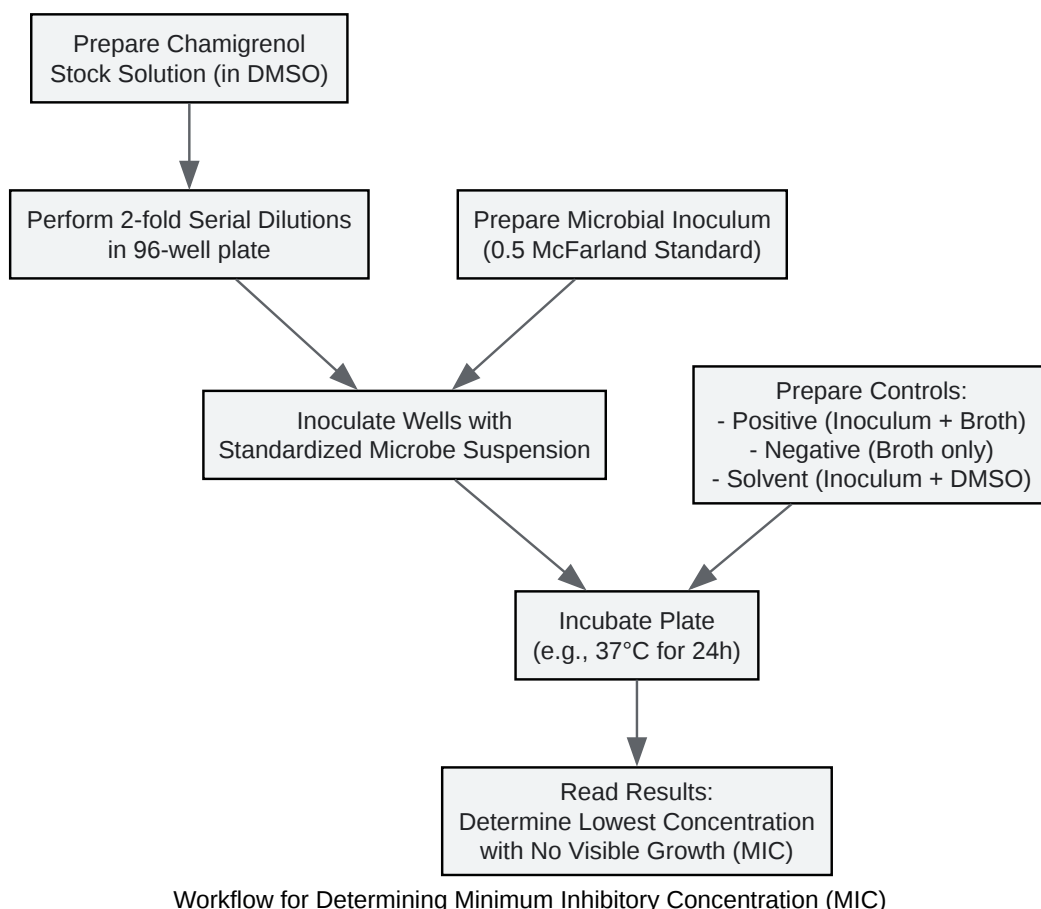 Prepare Chamigrenol
Stock Solution (in DMSO)
Perform 2-fold Serial Dilutions
in 96-well plate
Prepare Microbial Inoculum
(0.5 McFarland Standard)
Inoculate Wells with
Standardized Microbe Suspension
Prepare Controls:
- Positive (Inoculum + Broth)
- Negative (Broth only)
- Solvent (Inoculum + DMSO)
Incubate Plate
(e.g., 37°C for 24h)
Read Results:
Determine Lowest Concentration
with No Visible Growth (MIC)
Workflow for Determining Minimum Inhibitory Concentration (MIC)